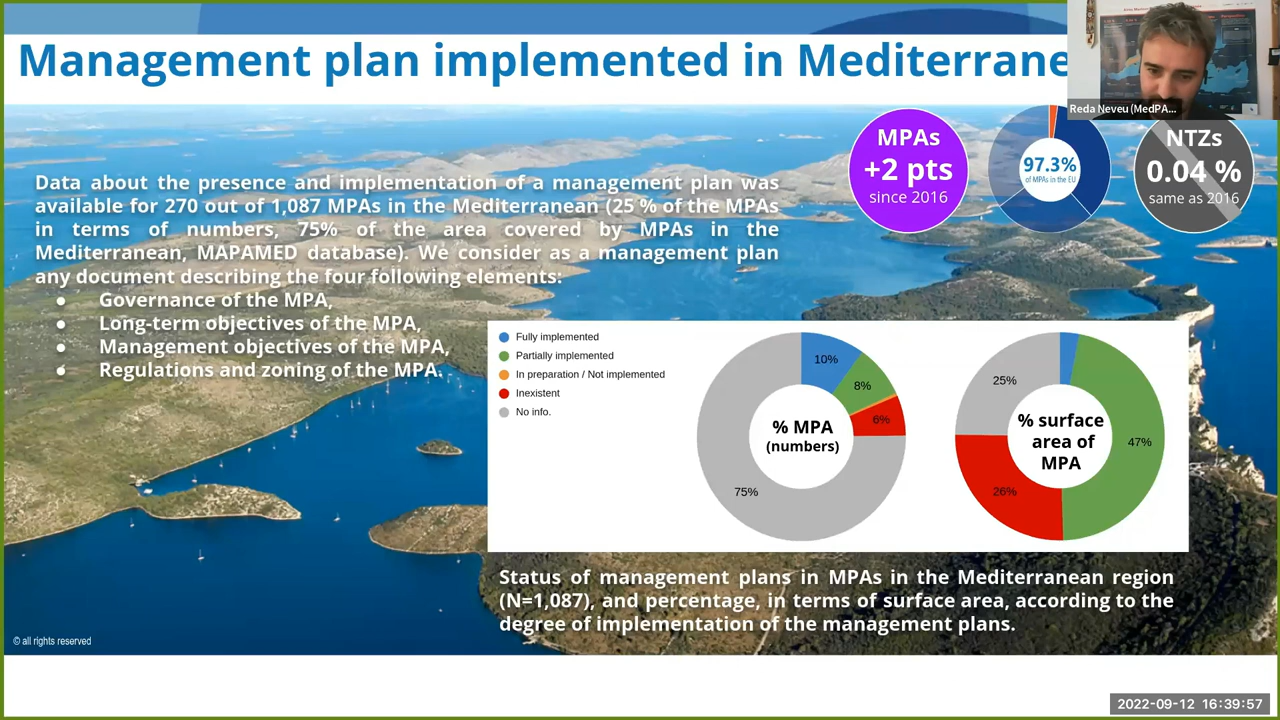 Management plan implemented in Mediterrane
Reda Neveu (MedPA...
MPAs
+2 pts
since 2016
97.3%
of MPAs in the EU
NTZs
0.04 %
same as 2016
Data about the presence and implementation of a management plan was
available for 270 out of 1,087 MPAs in the Mediterranean (25 % of the MPAs
in terms of numbers, 75% of the area covered by MPAs in the
Mediterranean, MAPAMED database). We consider as a management plan
any document describing the four following elements:
● Governance of the MPA,
● Long-term objectives of the MPA,
● Management objectives of the MPA,
● Regulations and zoning of the MPA.
Fully implemented
Partially implemented
In preparation / Not implemented
Inexistent
No info.
10%
8%
6%
75%
% MPA
(numbers)
25%
47%
26%
% surface
area of
MPA
Status of management plans in MPAs in the Mediterranean region
(N=1,087), and percentage, in terms of surface area, according to the
degree of implementation of the management plans.
© all rights reserved
2022-09-12 16:39:57